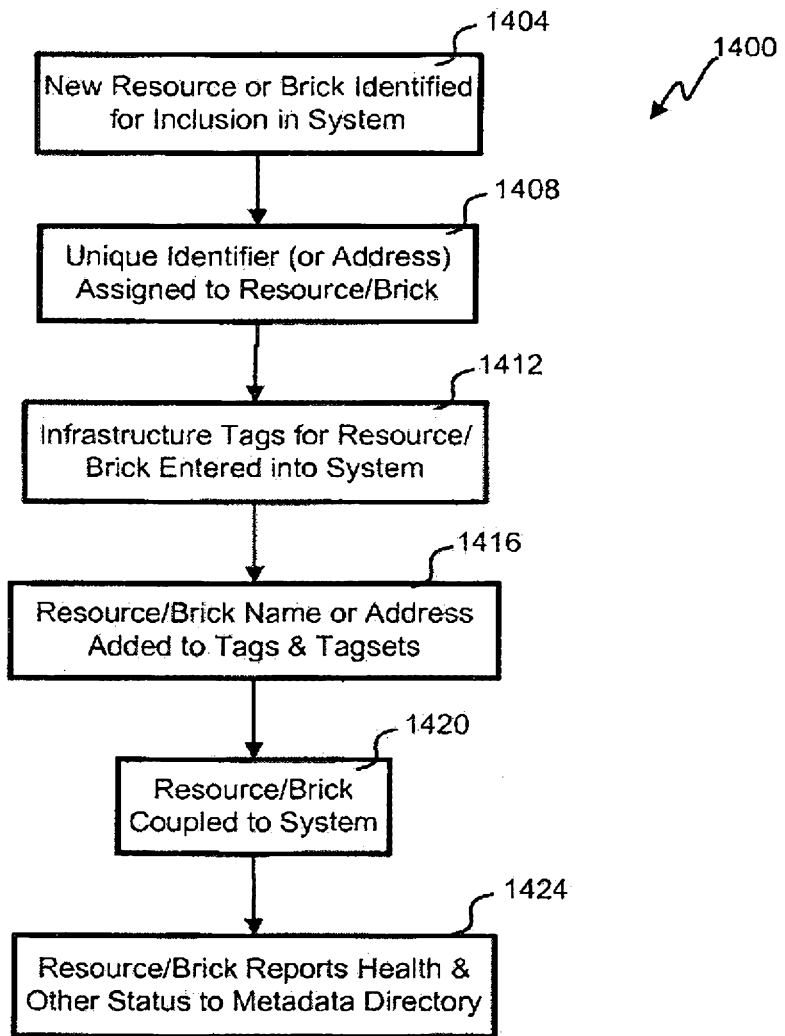 1404
1400
New Resource or Brick Identified
for Inclusion in System
1408
Unique Identifier (or Address)
Assigned to Resource/Brick
1412
Infrastructure Tags for Resource/
Brick Entered into System
1416
Resource/Brick Name or Address
Added to Tags & Tagsets
1420
Resource/Brick
Coupled to System
1424
Resource/Brick Reports Health &
Other Status to Metadata Directory